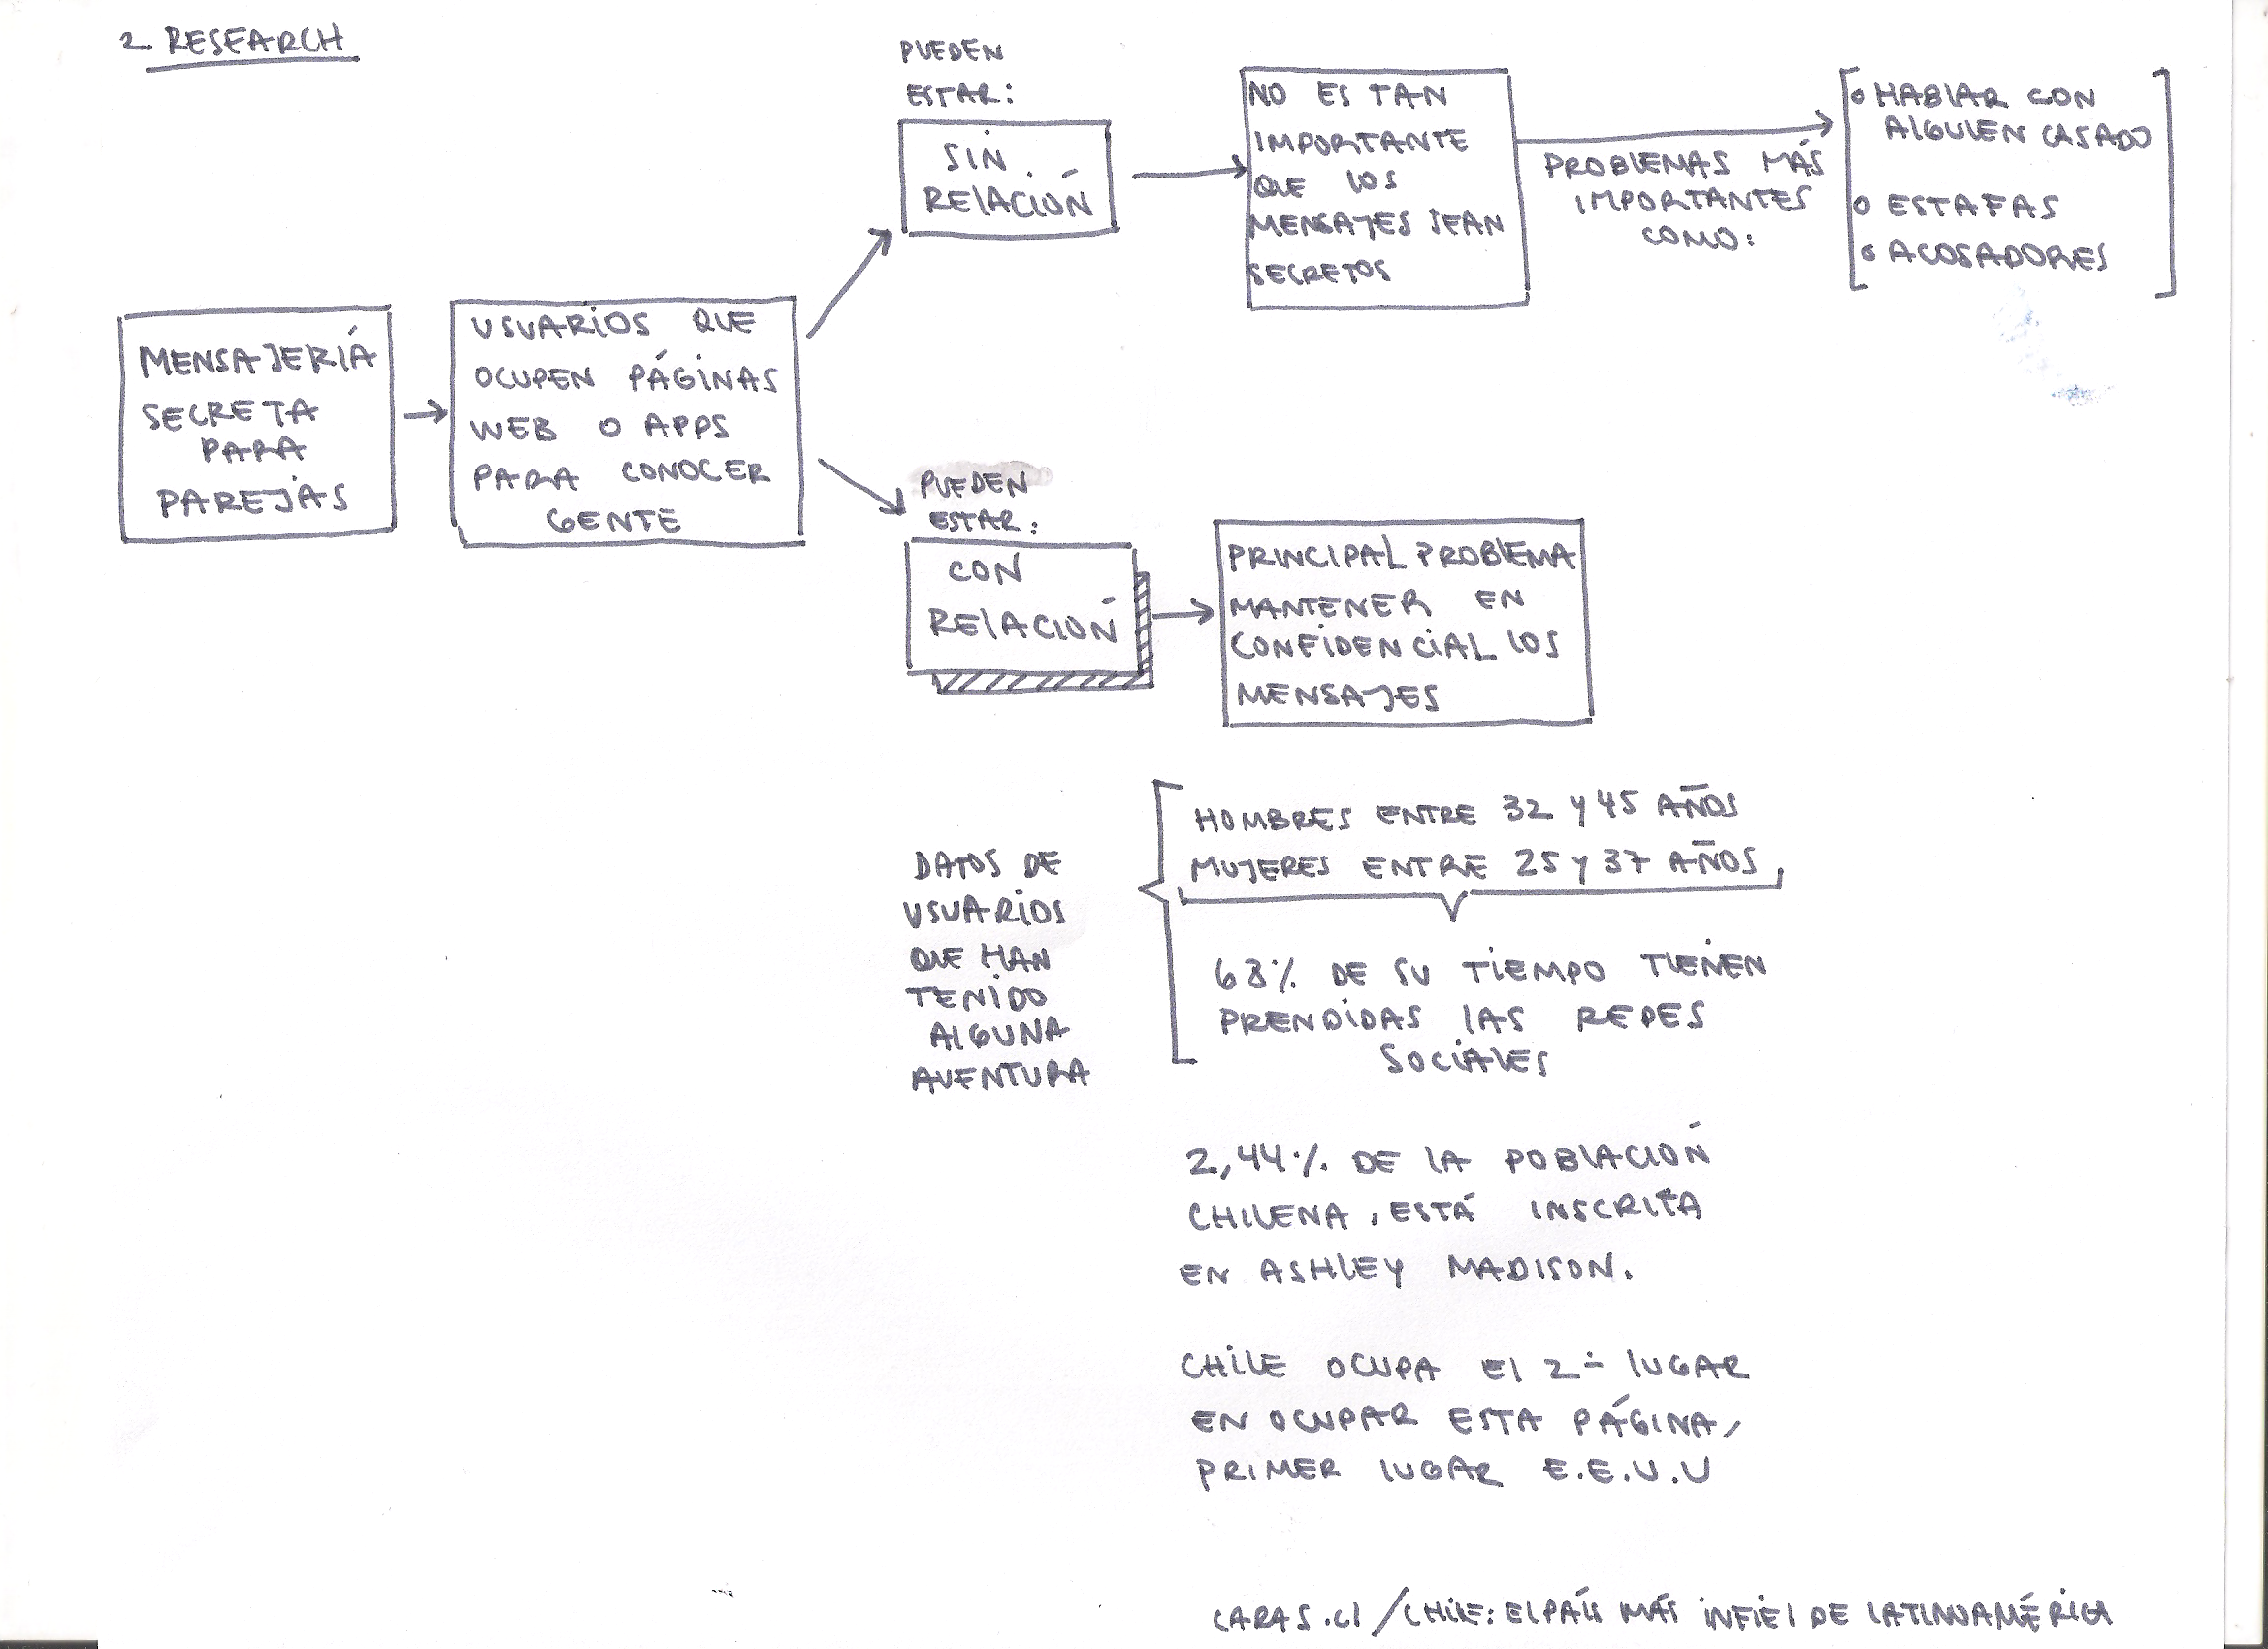 2. RESEARCH
MENSAJERÍA
SECRETA
PARA
PAREJAS
USUARIOS QUE
OCUPEN PÁGINAS
WEB O APPS
PARA CONOCER
GENTE
PUEDEN
ESTAR:
SIN
RELACIÓN
NO ES TAN
IMPORTANTE
QUE LOS
MENSAJES SEAN
SECRETOS
PROBLEMAS MÁS
IMPORTANTES
COMO:
HABLAR CON
ALGUIEN CASADO
ESTAFAS
ACOSADORES
PUEDEN
ESTAR:
CON
RELACIÓN
PRINCIPAL PROBLEMA
MANTENER EN
CONFIDENCIAL LOS
MENSAJES
DATOS DE
USUARIOS
QUE HAN
TENIDO
ALGUNA
AVENTURA
HOMBRES ENTRE 32 Y 45 AÑOS
MUJERES ENTRE 25 Y 37 AÑOS
68% DE SU TIEMPO TIENEN
PRENDIDAS LAS REDES
SOCIALES
2,44% DE LA POBLACIÓN
CHILENA, ESTÁ INSCRITA
EN ASHLEY MADISON.
CHILE OCUPA EL 2º LUGAR
EN OCUPAR ESTA PÁGINA,
PRIMER LUGAR E.E.U.U
CARAS.CL / CHILE: EL PAÍS MÁS INFIEL DE LATINOAMÉRICA